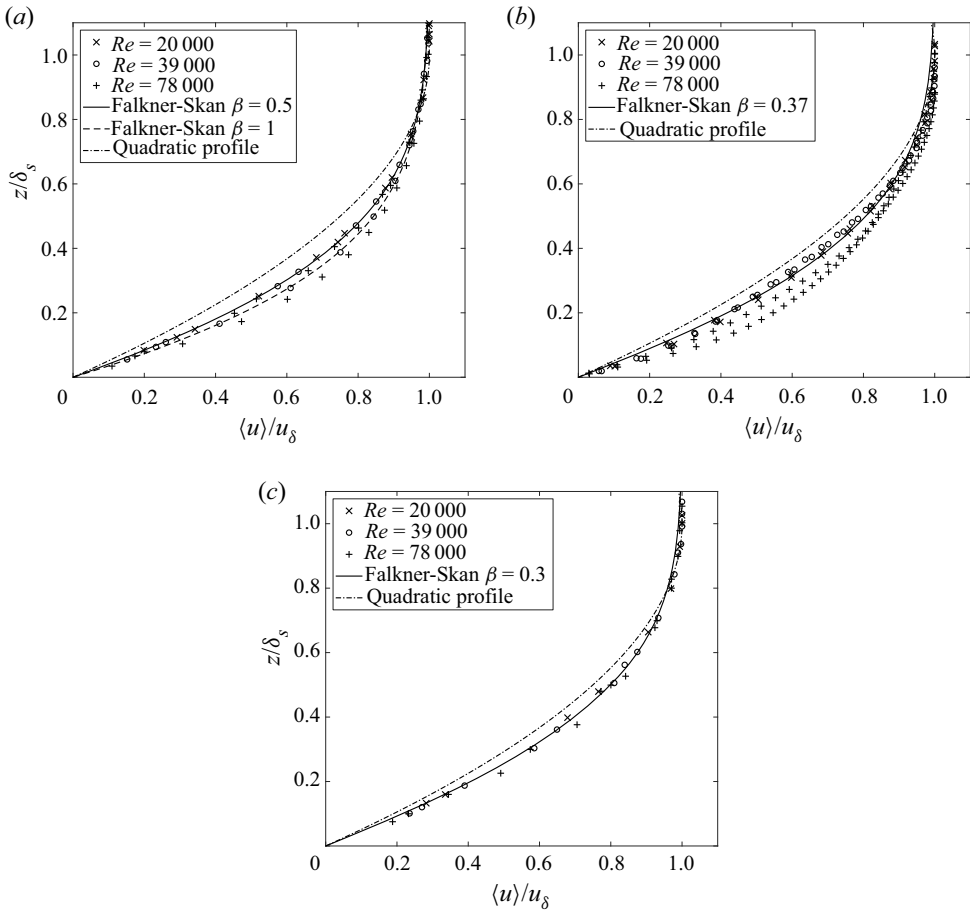 (a)
Re = 20 000
Re = 39 000
Re = 78 000
Falkner-Skan β = 0.5
Falkner-Skan β = 1
Quadratic profile
1.0
0.8
0.6
0.4
0.2
z/δs
0 0.2 0.4 0.6 0.8 1.0
⟨u⟩/uδ
(b)
Re = 20 000
Re = 39 000
Re = 78 000
Falkner-Skan β = 0.37
Quadratic profile
1.0
0.8
0.6
0.4
0.2
0 0.2 0.4 0.6 0.8 1.0
⟨u⟩/uδ
(c)
Re = 20 000
Re = 39 000
Re = 78 000
Falkner-Skan β = 0.3
Quadratic profile
1.0
0.8
0.6
0.4
0.2
z/δs
0 0.2 0.4 0.6 0.8 1.0
⟨u⟩/uδ